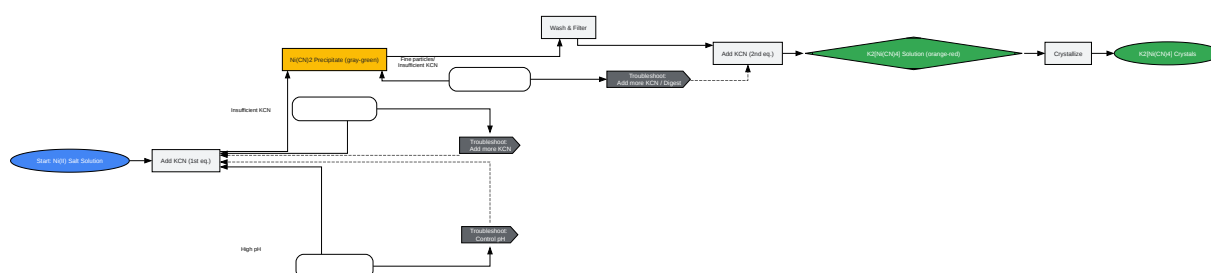 Start: Ni(II) Salt Solution
Add KCN (1st eq.)
Insufficient KCN
High pH
Ni(CN)2 Precipitate (gray-green)
Fine particles/
Insufficient KCN
Troubleshoot:
Add more KCN
Troubleshoot:
Control pH
Wash & Filter
Troubleshoot:
Add more KCN / Digest
Add KCN (2nd eq.)
K2[Ni(CN)4] Solution (orange-red)
Crystallize
K2[Ni(CN)4] Crystals